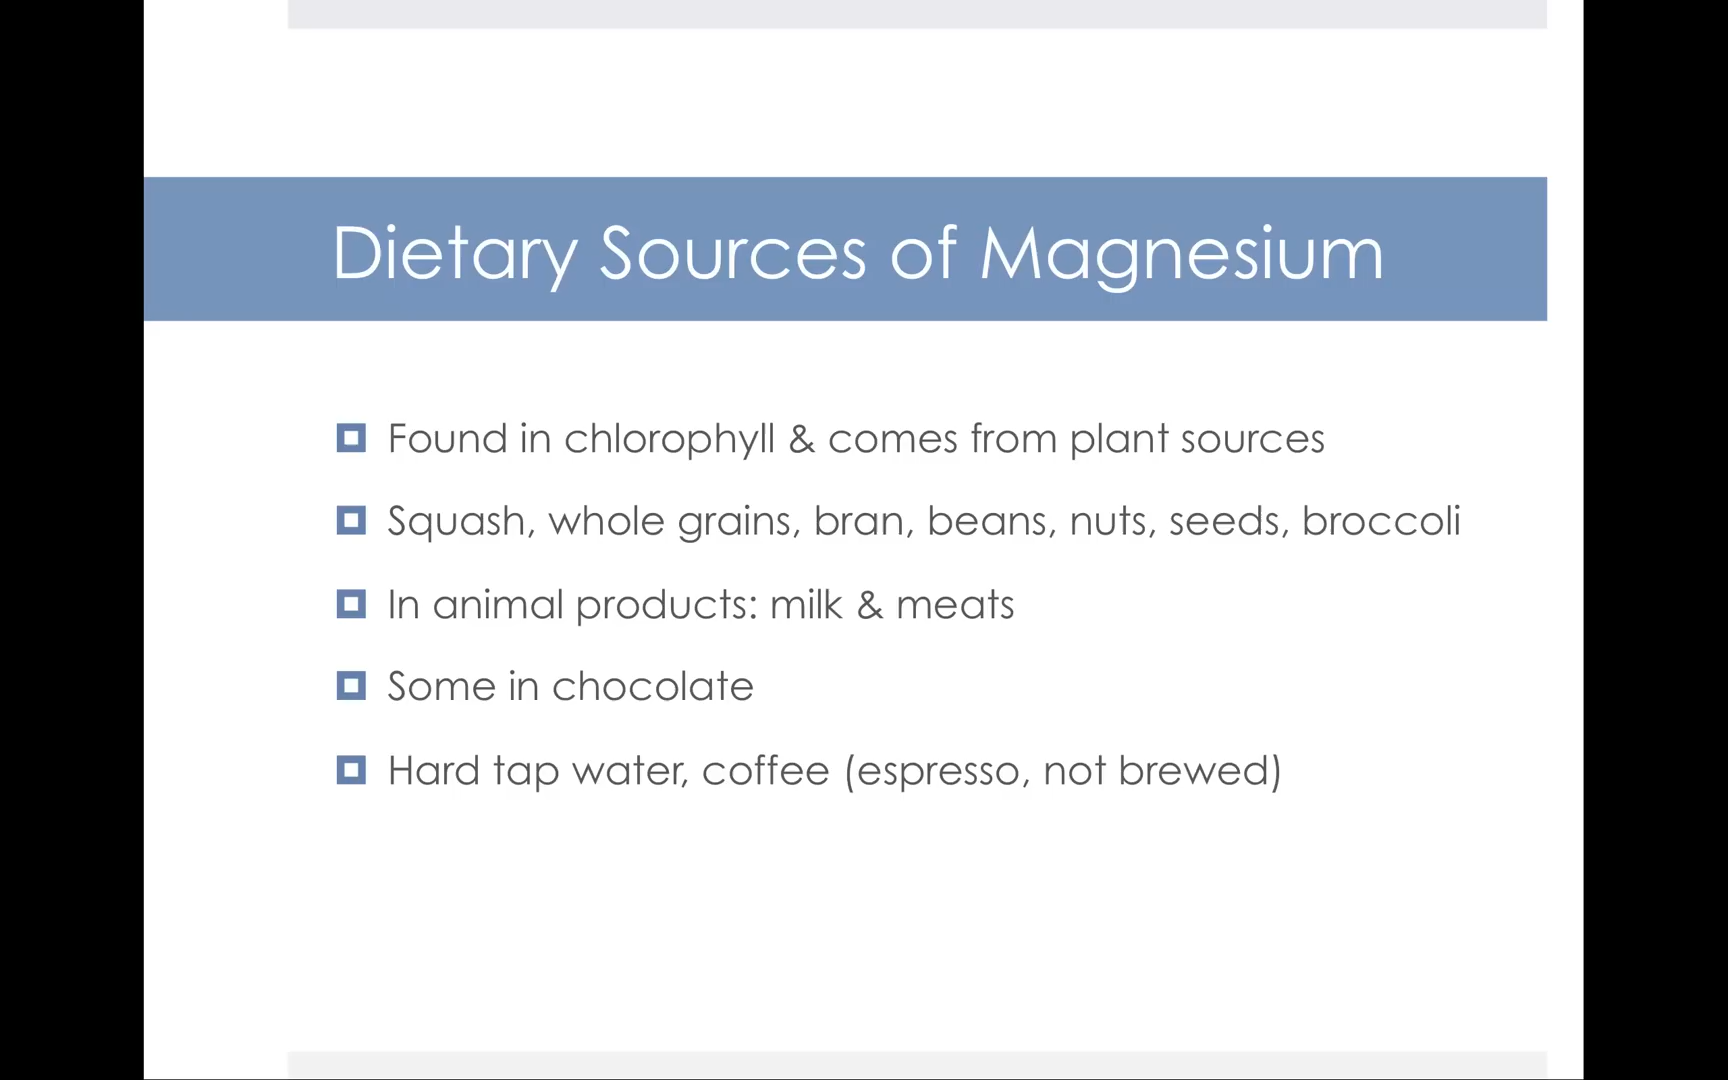 Dietary Sources of Magnesium
Found in chlorophyll & comes from plant sources
Squash, whole grains, bran, beans, nuts, seeds, broccoli
In animal products: milk & meats
Some in chocolate
Hard tap water, coffee (espresso, not brewed)